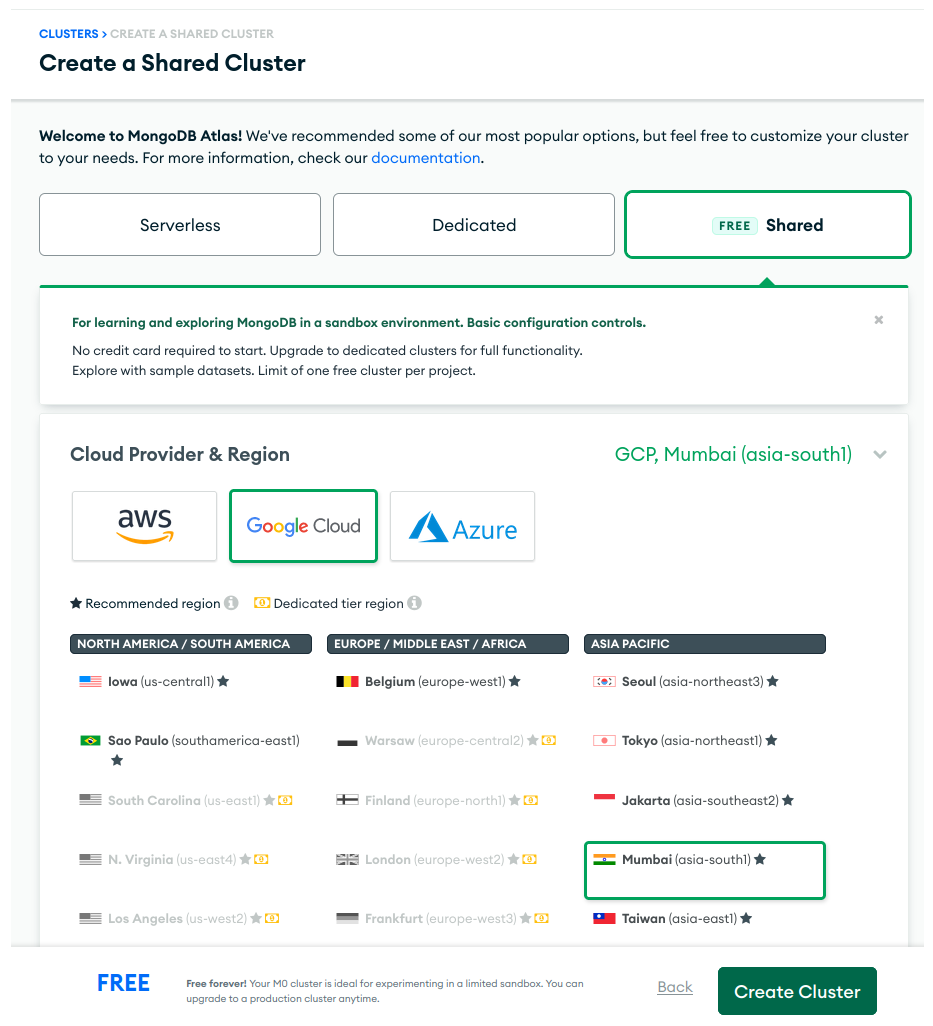 CLUSTERS > CREATE A SHARED CLUSTER
Create a Shared Cluster
Welcome to MongoDB Atlas! We've recommended some of our most popular options, but feel free to customize your cluster
to your needs. For more information, check our documentation.
Serverless
Dedicated
FREE Shared
For learning and exploring MongoDB in a sandbox environment. Basic configuration controls.
No credit card required to start. Upgrade to dedicated clusters for full functionality.
Explore with sample datasets. Limit of one free cluster per project.
Cloud Provider & Region
GCP, Mumbai (asia-south1)
aws
Google Cloud
Azure
Recommended region
Dedicated tier region
NORTH AMERICA / SOUTH AMERICA
Iowa (us-central1)
Sao Paulo (southamerica-east1)
South Carolina (us-east1)
N. Virginia (us-east4)
Los Angeles (us-west2)
EUROPE / MIDDLE EAST / AFRICA
Belgium (europe-west1)
Warsaw (europe-central2)
Finland (europe-north1)
London (europe-west2)
Frankfurt (europe-west3)
ASIA PACIFIC
Seoul (asia-northeast3)
Tokyo (asia-northeast1)
Jakarta (asia-southeast2)
Mumbai (asia-south1)
Taiwan (asia-east1)
FREE
Free forever! Your M0 cluster is ideal for experimenting in a limited sandbox. You can
upgrade to a production cluster anytime.
Back
Create Cluster